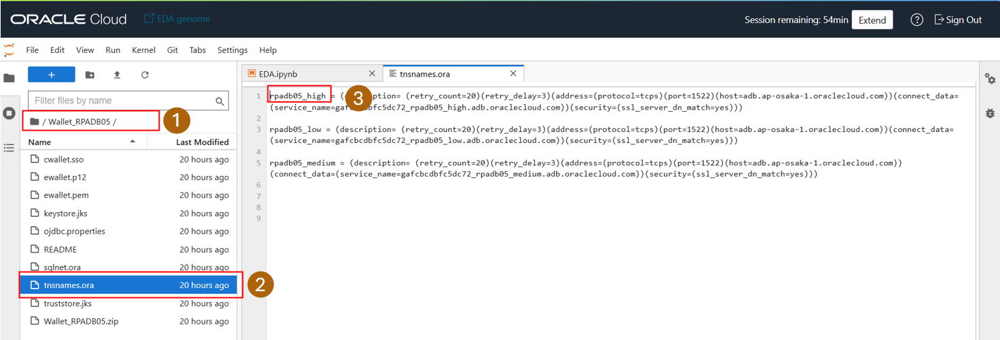 ORACLE Cloud EDA genome Session remaining: 54min Extend ? Sign Out
File Edit View Run Kernel Git Tabs Settings Help
+
EDA.ipynb
tnsnames.ora
Filter files by name
/ Wallet_RPADB05 /
1
Name Last Modified
cwallet.sso 20 hours ago
ewallet.p12 20 hours ago
ewallet.pem 20 hours ago
keystore.jks 20 hours ago
ojdbc.properties 20 hours ago
README 20 hours ago
sqlnet.ora 20 hours ago
tnsnames.ora 20 hours ago
2
truststore.jks 20 hours ago
Wallet_RPADB05.zip 20 hours ago
3
1 rpadb05_high = ( ption= (retry_count=20)(retry_delay=3)(address=(protocol=tcps)(port=1522)(host=adb.ap-osaka-1.oraclecloud.com))(connect_data=
(service_name=gafcbcdbfc5dc72_rpadb05_high.adb.oraclecloud.com))(security=(ssl_server_dn_match=yes)))
2
3 rpadb05_low = (description= (retry_count=20)(retry_delay=3)(address=(protocol=tcps)(port=1522)(host=adb.ap-osaka-1.oraclecloud.com))(connect_data=
(service_name=gafcbcdbfc5dc72_rpadb05_low.adb.oraclecloud.com))(security=(ssl_server_dn_match=yes)))
4
5 rpadb05_medium = (description= (retry_count=20)(retry_delay=3)(address=(protocol=tcps)(port=1522)(host=adb.ap-osaka-1.oraclecloud.com))
(connect_data=(service_name=gafcbcdbfc5dc72_rpadb05_medium.adb.oraclecloud.com))(security=(ssl_server_dn_match=yes)))
6
7
8
9